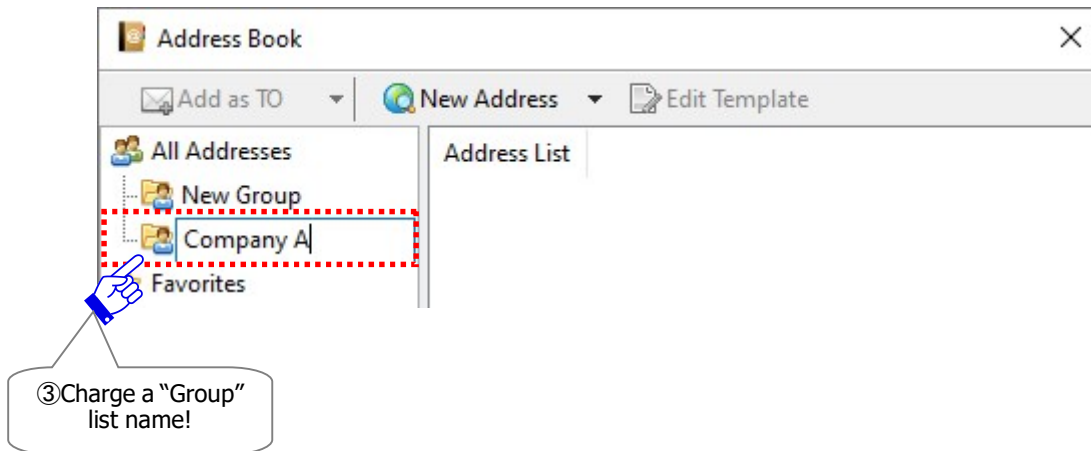 Address Book
Add as TO New Address Edit Template
All Addresses Address List
New Group
Company A
Favorites
③Charge a “Group”
list name!